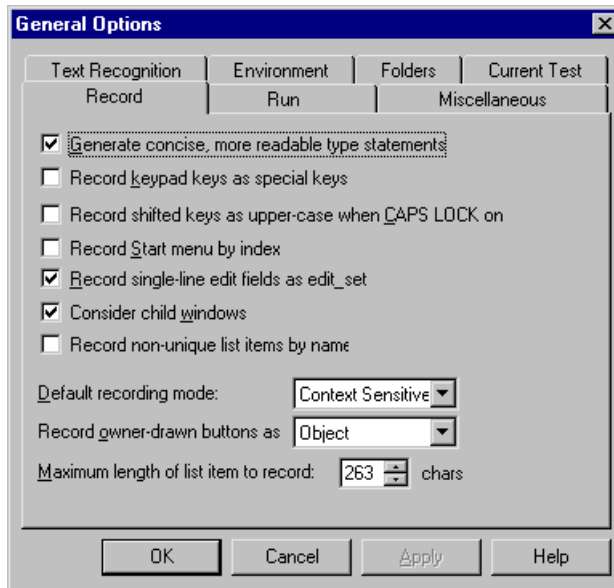 General Options
Text Recognition Environment Folders Current Test
Record Run Miscellaneous
Generate concise, more readable type statements
Record keypad keys as special keys
Record shifted keys as upper-case when CAPS LOCK on
Record Start menu by index
Record single-line edit fields as edit_set
Consider child windows
Record non-unique list items by name
Default recording mode: Context Sensitive
Record owner-drawn buttons as Object
Maximum length of list item to record: 263 chars
OK Cancel Apply Help